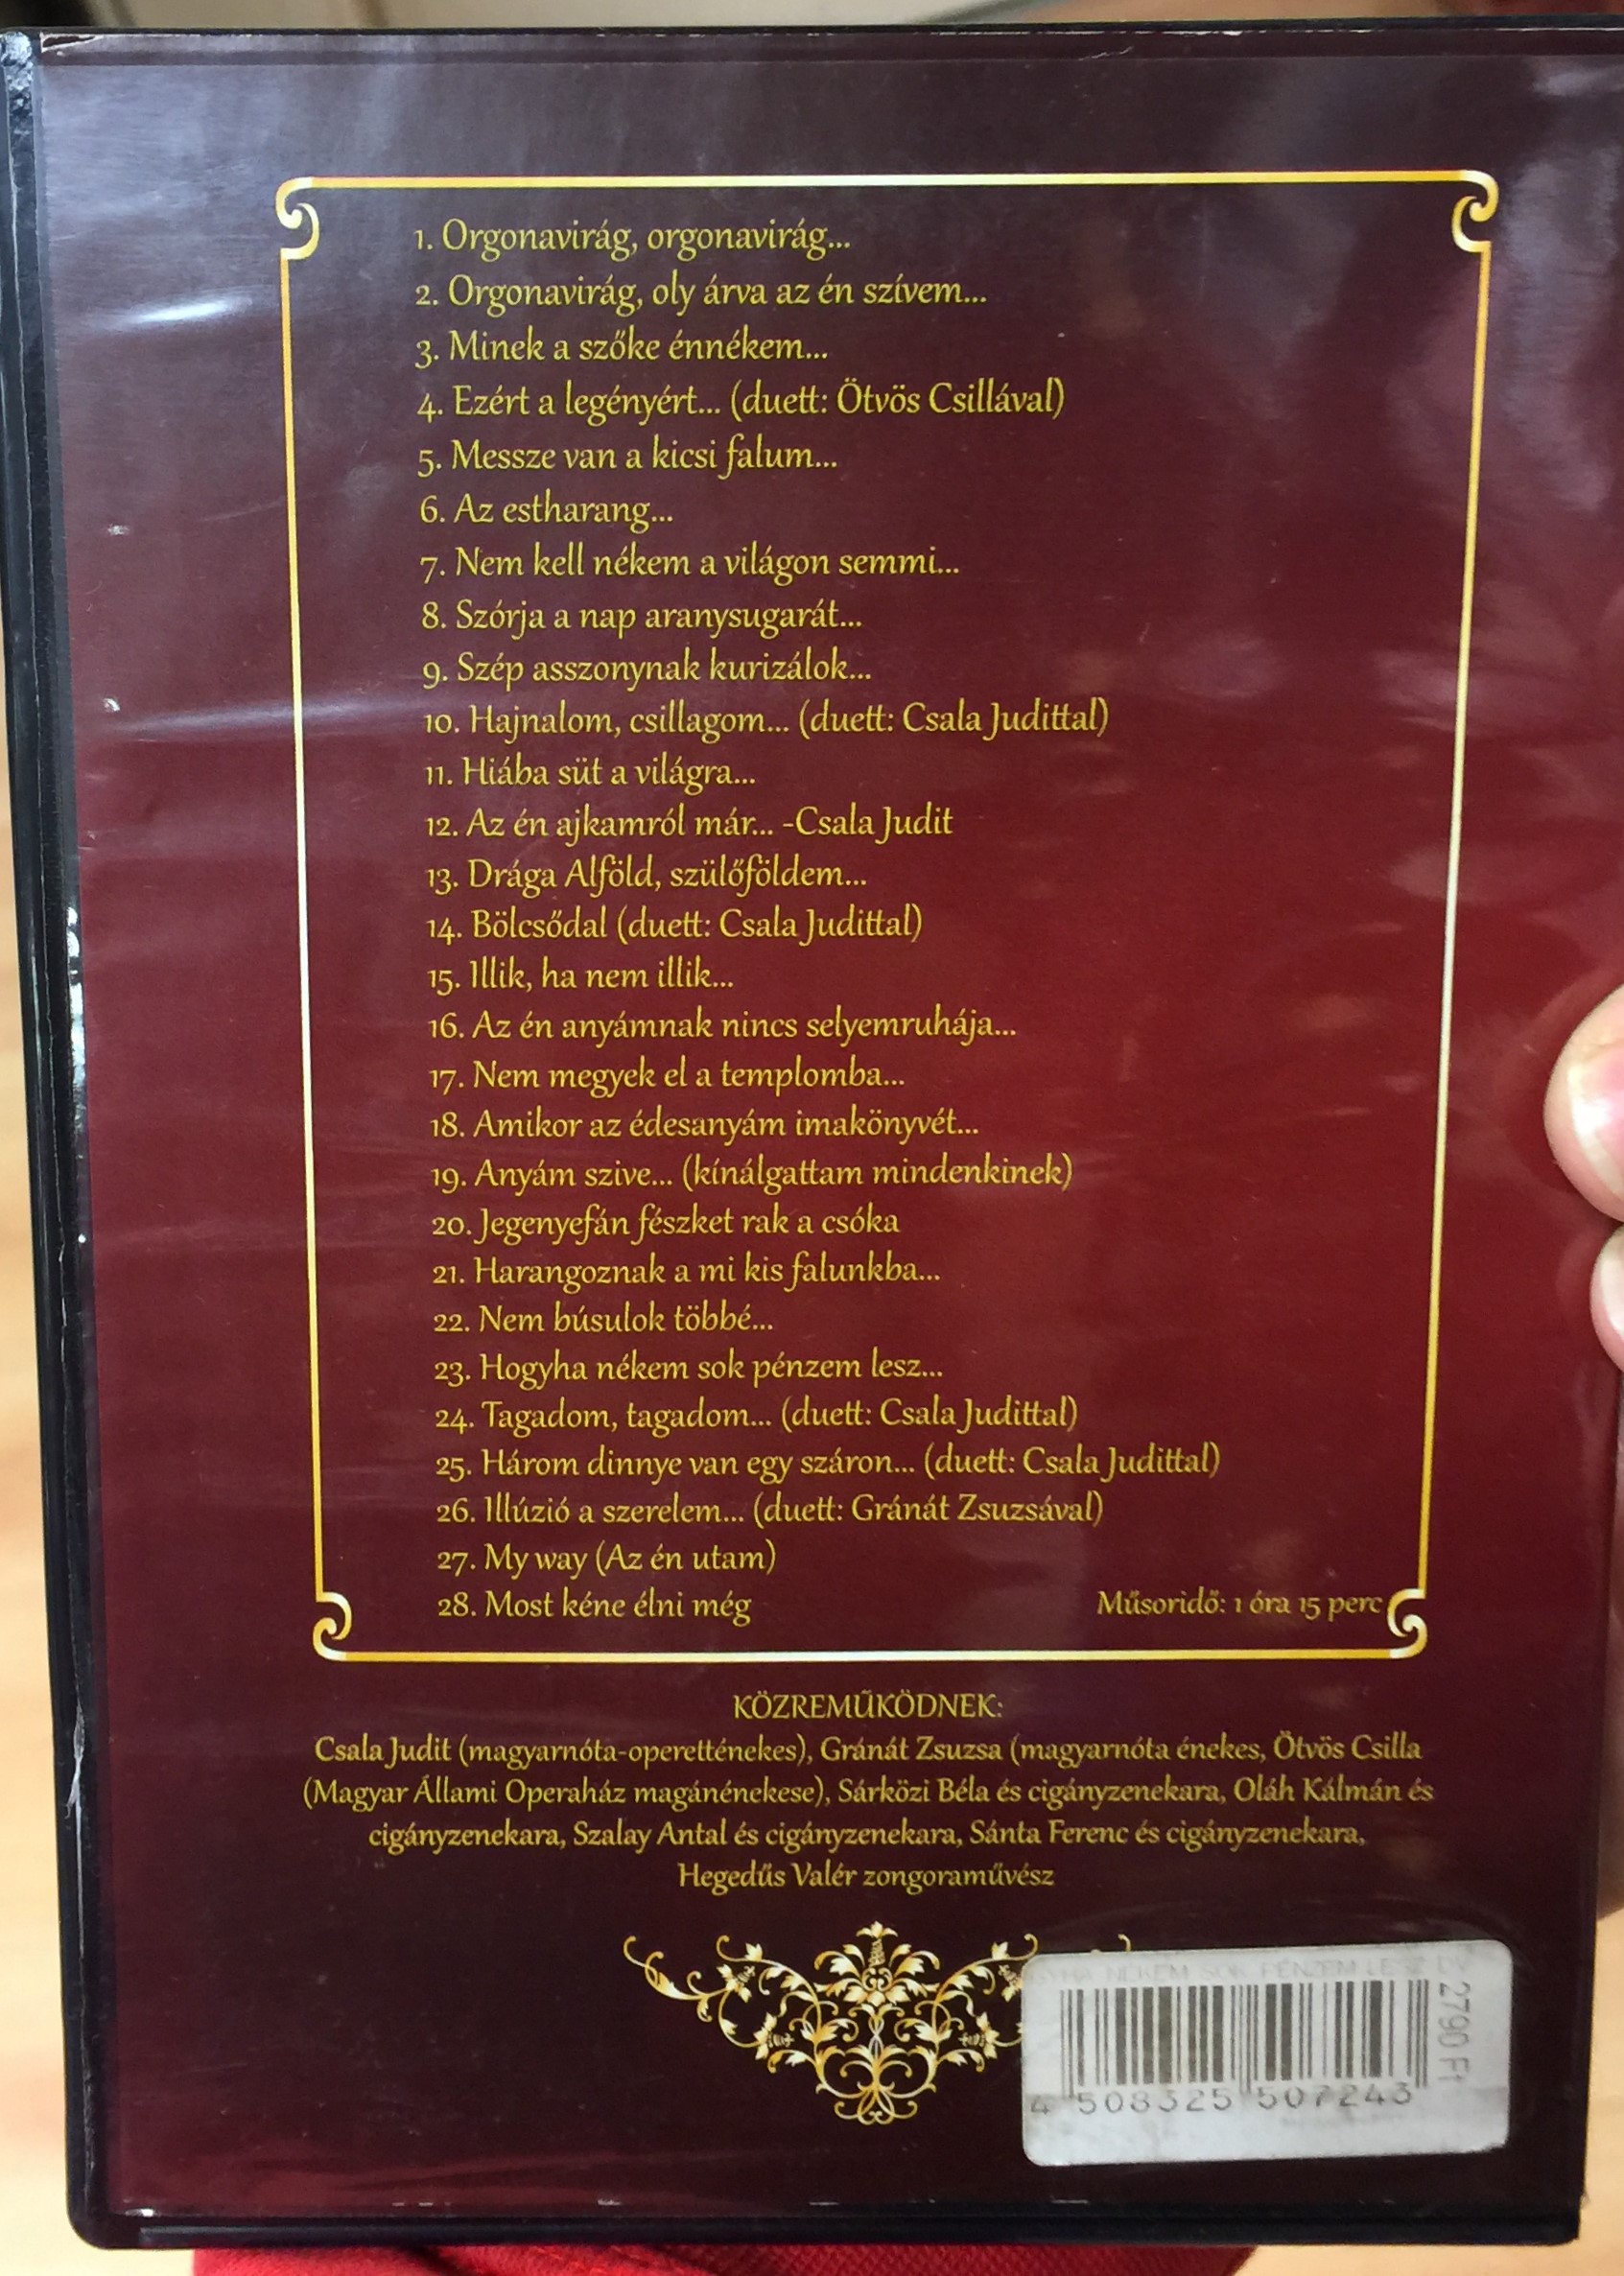 1. Orgonavirág, orgonavirág...
2. Orgonavirág, oly árva az én szívem...
3. Minek a szőke énnékem...
4. Ezért a legényért... (duett: Ötvös Csillával)
5. Messze van a kicsi falum...
6. Az estharang...
7. Nem kell nékem a világon semmi...
8. Szórja a nap aranysugarát...
9. Szép asszonynak kurizálok...
10. Hajnalom, csillagom... (duett: Csala Judittal)
11. Hiába süt a világra...
12. Az én ajkamról már... -Csala Judit
13. Drága Alföld, szülőföldem...
14. Bölcsődal (duett: Csala Judittal)
15. Illik, ha nem illik...
16. Az én anyámnak nincs selyemruhája...
17. Nem megyek el a templomba...
18. Amikor az édesanyám imakönyvét...
19. Anyám szive... (kínálgattam mindenkinek)
20. Jegenyefán fészket rak a csóka
21. Harangoznak a mi kis falunkba...
22. Nem búsulok többé...
23. Hogyha nékem sok pénzem lesz...
24. Tagadom, tagadom... (duett: Csala Judittal)
25. Három dinnye van egy száron... (duett: Csala Judittal)
26. Illúzió a szerelem... (duett: Gránát Zsuzsával)
27. My way (Az én utam)
28. Most kéne élni még Műsoridő: 1 óra 15 perc
KÖZREMŰKÖDNEK:
Csala Judit (magyarnóta-operetténekes), Gránát Zsuzsa (magyarnóta énekes, Ötvös Csilla
(Magyar Állami Operaház magánénekese), Sárközi Béla és cigányzenekara, Oláh Kálmán és
cigányzenekara, Szalay Antal és cigányzenekara, Sánta Ferenc és cigányzenekara,
Hegedűs Valér zongoraművész
NEKEM SOK PÉNZEM LESZ DV
2790 Ft
4 508325 507243